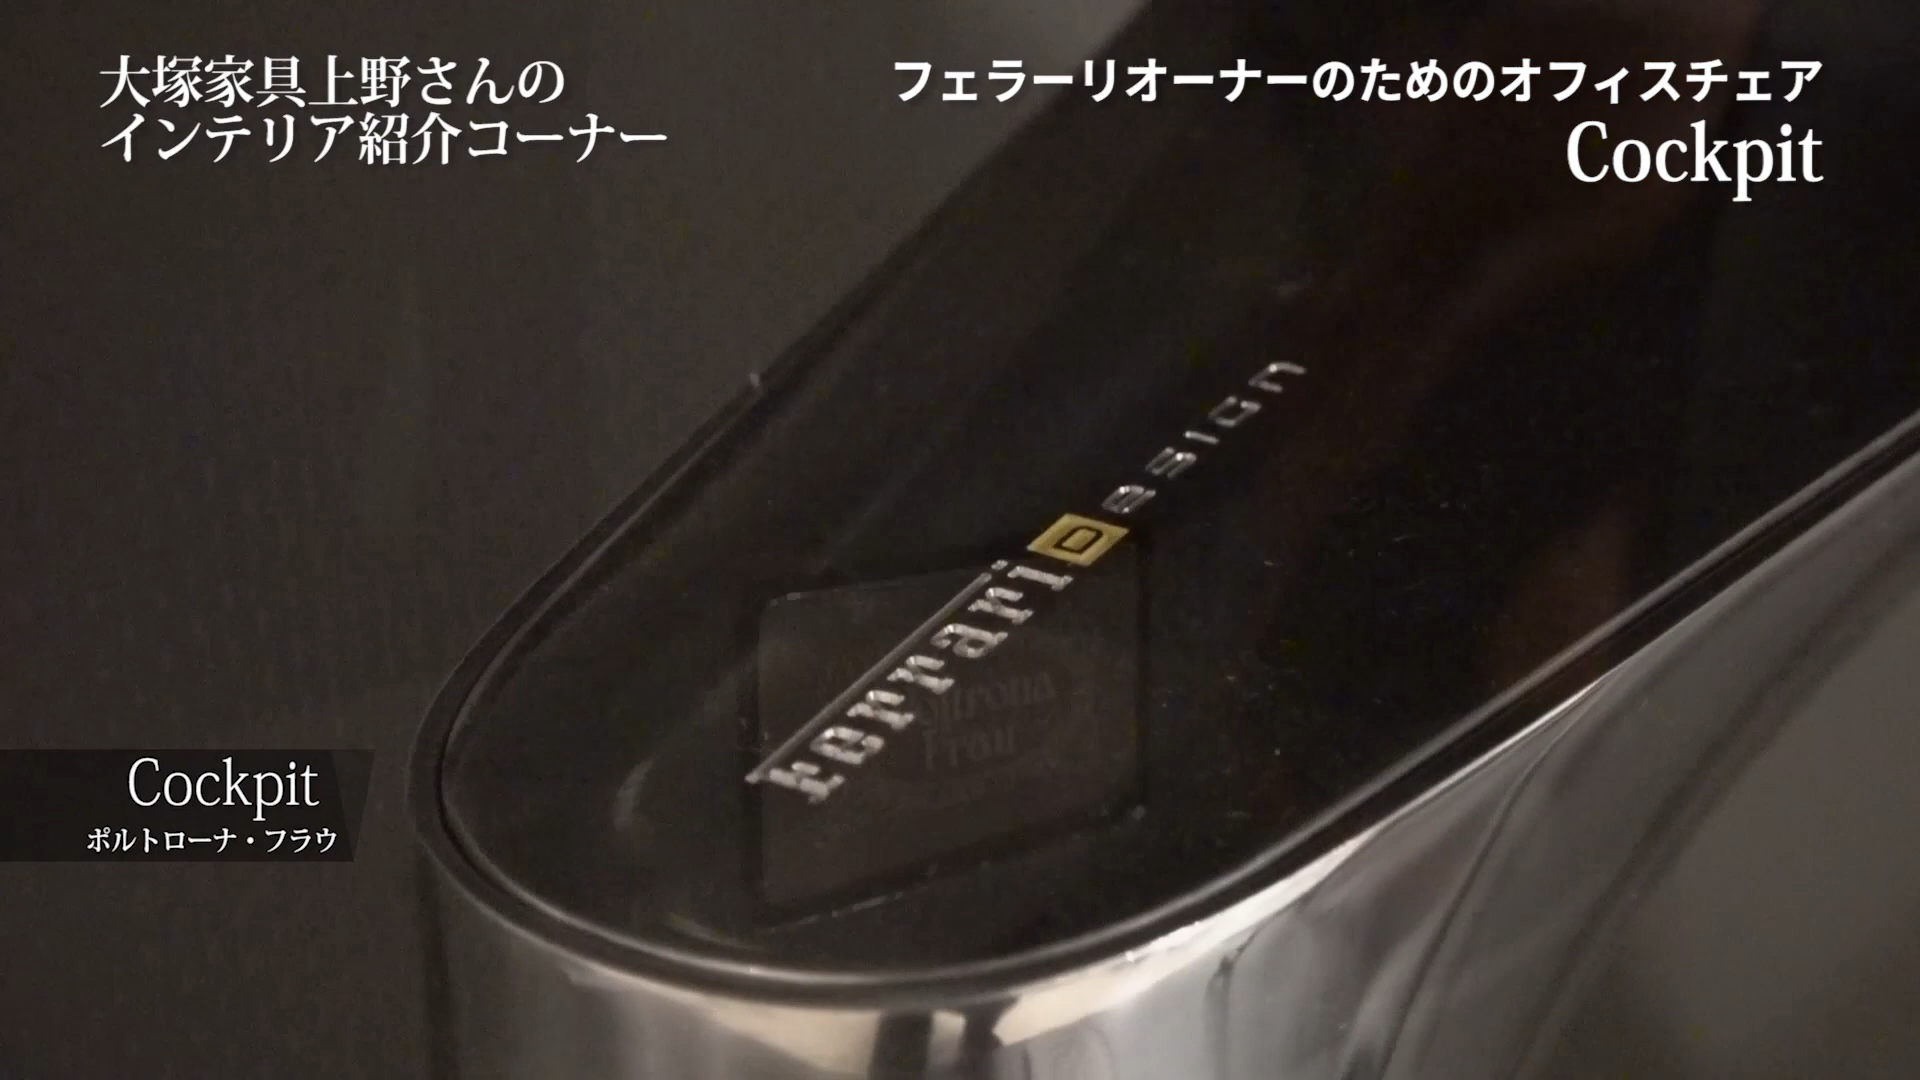 大塚家具上野さんの
インテリア紹介コーナー
フェラーリオーナーのためのオフィスチェア
Cockpit
Ferrari Design
Frau
Cockpit
ポルトローナ・フラウ